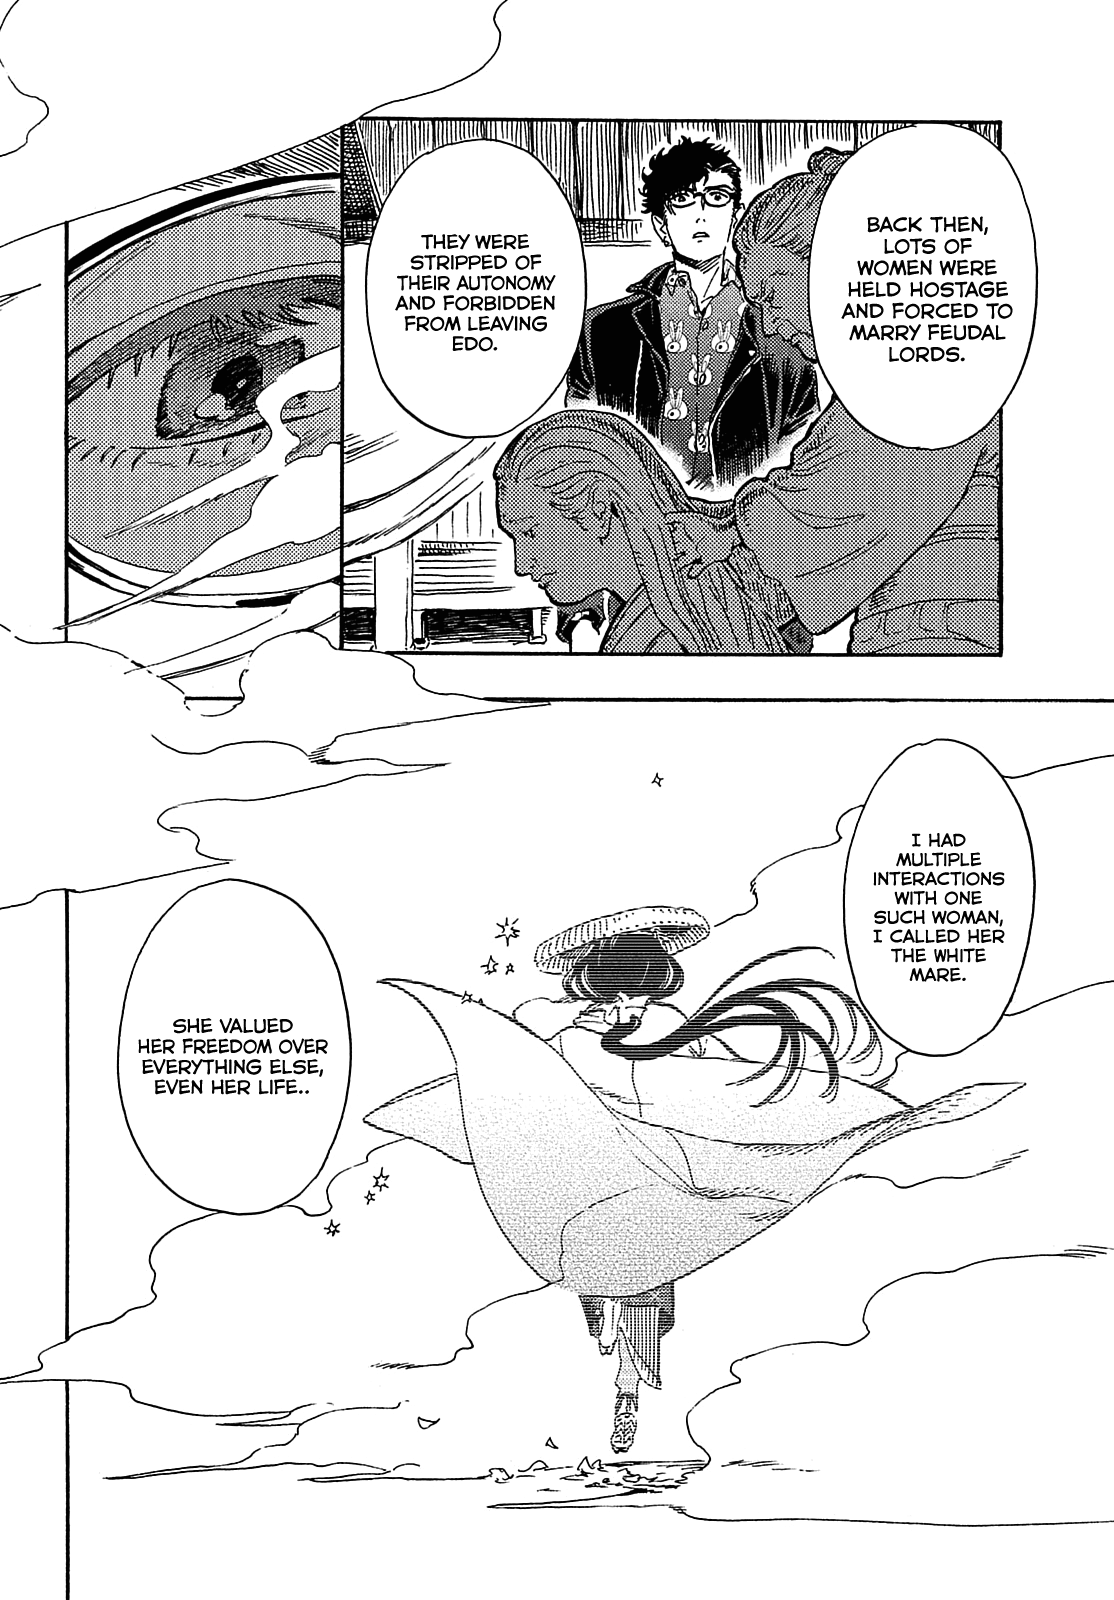 BACK THEN,
LOTS OF
WOMEN WERE
HELD HOSTAGE
AND FORCED TO
MARRY FEUDAL
LORDS.
THEY WERE
STRIPPED OF
THEIR AUTONOMY
AND FORBIDDEN
FROM LEAVING
EDO.
I HAD
MULTIPLE
INTERACTIONS
WITH ONE
SUCH WOMAN,
I CALLED HER
THE WHITE
MARE.
SHE VALUED
HER FREEDOM OVER
EVERYTHING ELSE,
EVEN HER LIFE..